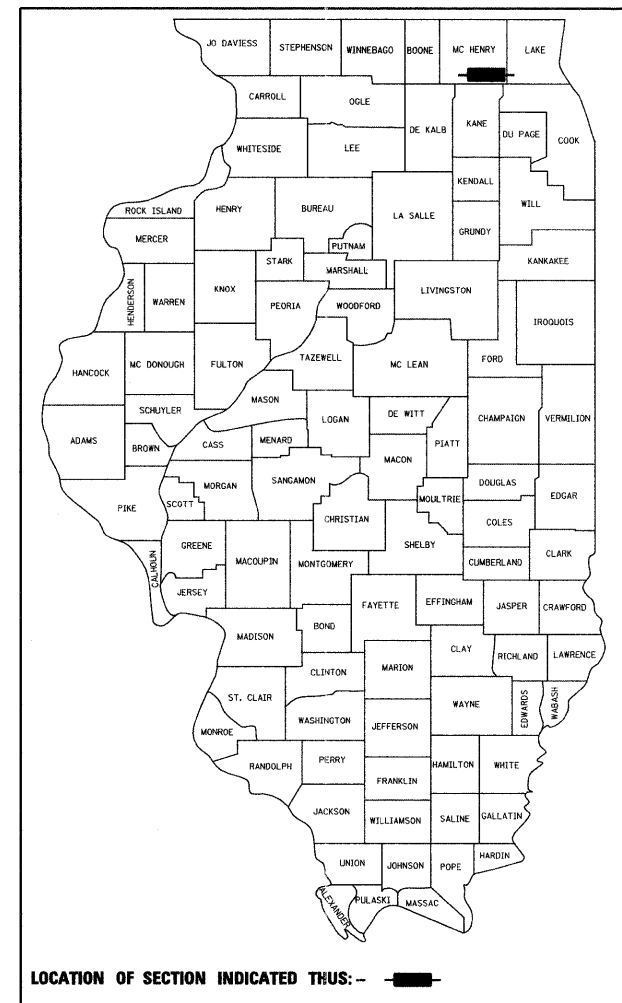 JO DAVIESS STEPHENSON WINNEBAGO BOONE MC HENRY LAKE
CARROLL OGLE DE KALB KANE DU PAGE COOK
WHITESIDE LEE
KENDALL WILL
ROCK ISLAND HENRY BUREAU LA SALLE GRUNDY
MERCER PUTNAM KANKAKEE
STARK MARSHALL
HENDERSON WARREN KNOX PEORIA WOODFORD LIVINGSTON IROQUOIS
HANCOCK MC DONOUGH FULTON TAZEWELL MC LEAN FORD
SCHUYLER MASON LOGAN DE WITT CHAMPAIGN VERMILION
ADAMS BROWN CASS MENARD MACON PIATT
MORGAN SANGAMON DOUGLAS
PIKE SCOTT CHRISTIAN MOULTRIE COLES EDGAR
GREENE MACOUPIN MONTGOMERY SHELBY CUMBERLAND CLARK
CALHOUN JERSEY
FAYETTE EFFINGHAM JASPER CRAWFORD
MADISON BOND
CLAY RICHLAND LAWRENCE
CLINTON MARION
ST. CLAIR WAYNE EDWARDS WABASH
WASHINGTON JEFFERSON
MONROE
RANDOLPH PERRY HAMILTON WHITE
FRANKLIN
JACKSON WILLIAMSON SALINE GALLATIN
UNION JOHNSON POPE HARDIN
ALEXANDER PULASKI MASSAC
LOCATION OF SECTION INDICATED THUS: -